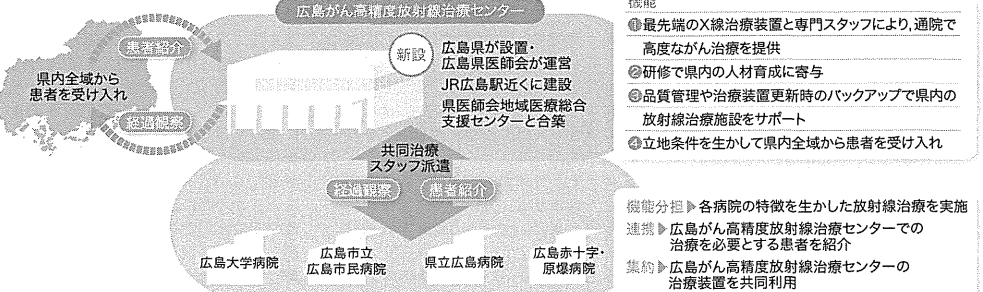 広島がん高精度放射線治療センター
患者紹介
県内全域から
患者を受け入れ
経過観察
新設
広島県が設置・
広島県医師会が運営
JR広島駅近くに建設
県医師会地域医療総合
支援センターと合築
共同治療
スタッフ派遣
経過観察
患者紹介
広島大学病院
広島市立
広島市民病院
県立広島病院
広島赤十字・
原爆病院
機能
❶最先端のX線治療装置と専門スタッフにより,通院で
高度ながん治療を提供
❷研修で県内の人材育成に寄与
❸品質管理や治療装置更新時のバックアップで県内の
放射線治療施設をサポート
❹立地条件を生かして県内全域から患者を受け入れ
機能分担▶各病院の特徴を生かした放射線治療を実施
連携▶広島がん高精度放射線治療センターでの
治療を必要とする患者を紹介
集約▶広島がん高精度放射線治療センターの
治療装置を共同利用